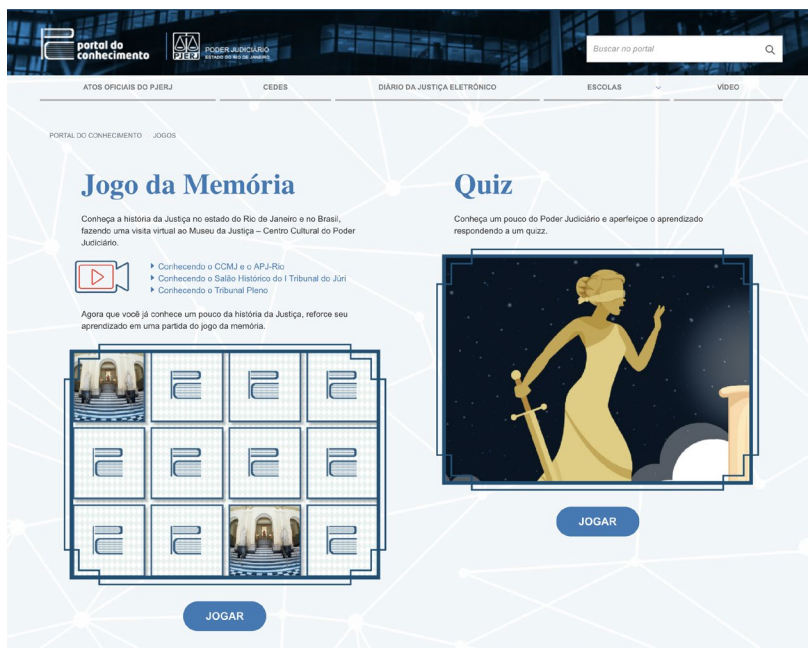 portal do
conhecimento
PJERJ
PODER JUDICIÁRIO
ESTADO DO RIO DE JANEIRO
Buscar no portal
ATOS OFICIAIS DO PJERJ
CEDES
DIÁRIO DA JUSTIÇA ELETRÔNICO
ESCOLAS
VÍDEO
PORTAL DO CONHECIMENTO JOGOS
Jogo da Memória
Conheça a história da Justiça no estado do Rio de Janeiro e no Brasil,
fazendo uma visita virtual ao Museu da Justiça – Centro Cultural do Poder
Judiciário.
Conhecendo o CCMJ e o APJ-Rio
Conhecendo o Salão Histórico do I Tribunal do Júri
Conhecendo o Tribunal Pleno
Agora que você já conhece um pouco da história da Justiça, reforce seu
aprendizado em uma partida do jogo da memória.
JOGAR
Quiz
Conheça um pouco do Poder Judiciário e aperfeiçoe o aprendizado
respondendo a um quizz.
JOGAR